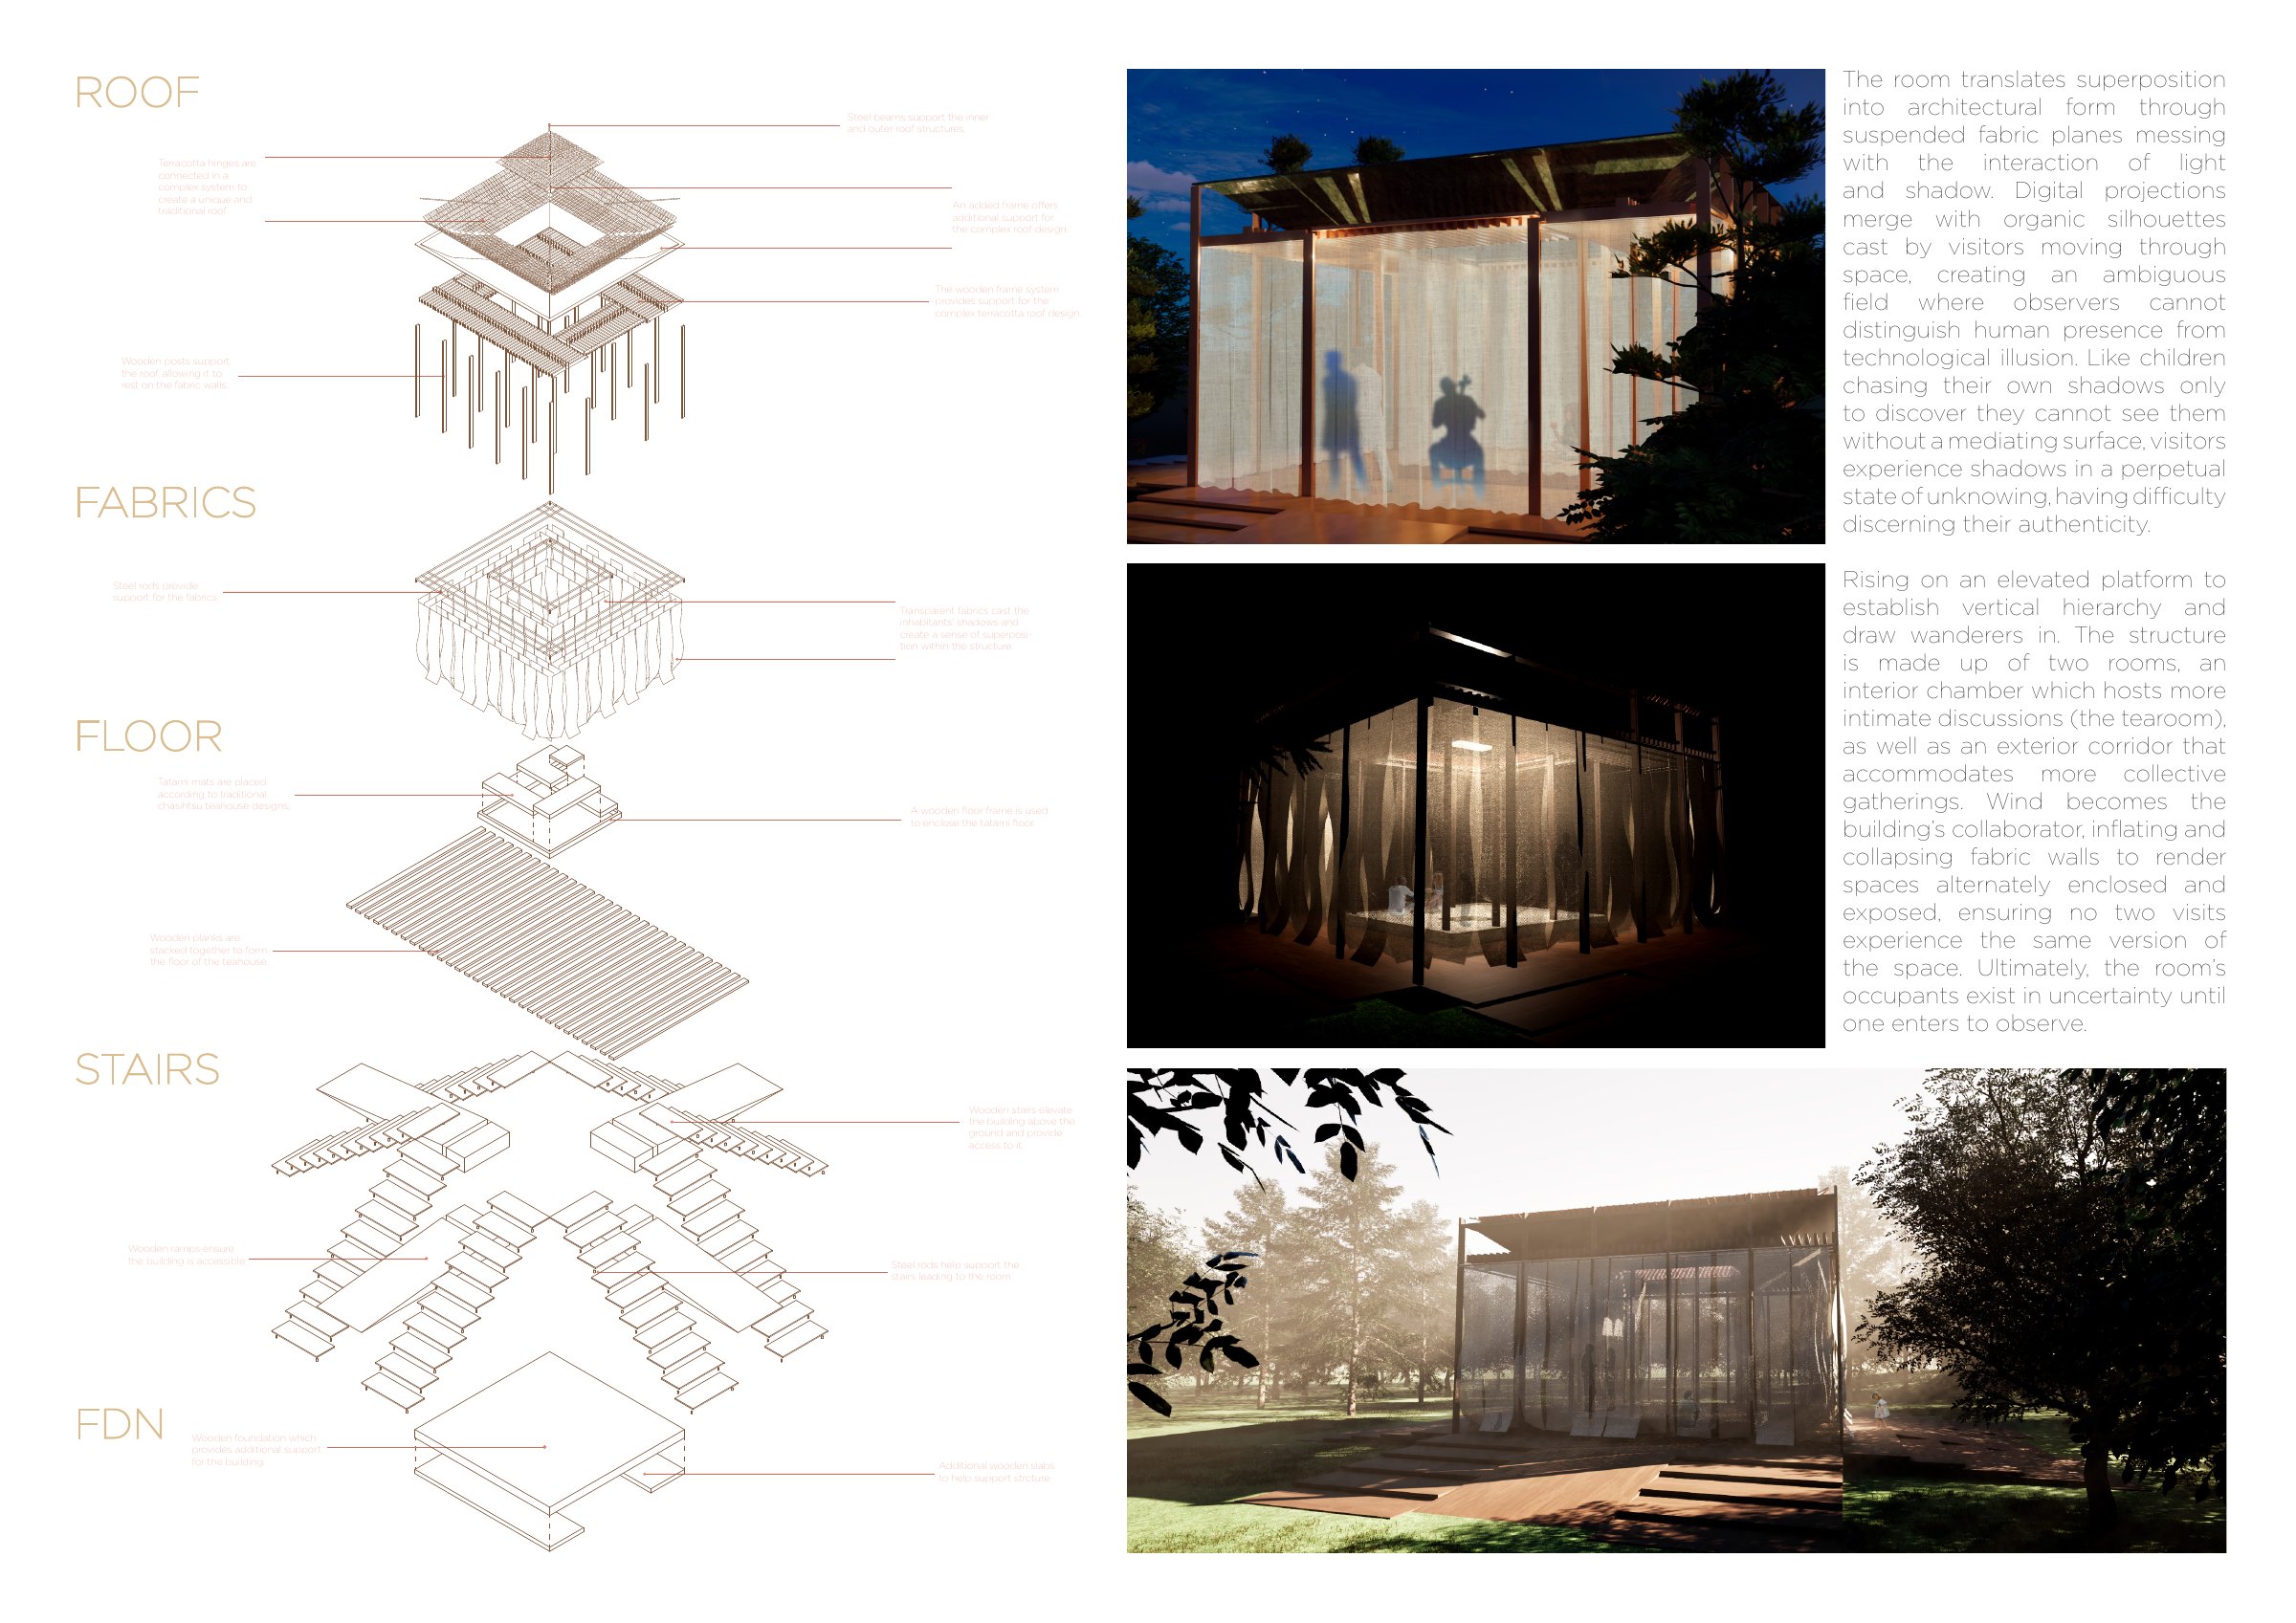 ROOF
Steel beams support the inner
and outer roof structures.
Terracotta hinges are
connected in a
complex system to
create a unique and
traditional roof.
An added frame offers
additional support for
the complex roof design.
The wooden frame system
provides support for the
complex terracotta roof design.
Wooden posts support
the roof, allowing it to
rest on the fabric walls.
FABRICS
Steel rods provide
support for the fabrics.
Transparent fabrics cast the
inhabitants' shadows and
create a sense of superposi-
tion within the structure.
FLOOR
Tatami mats are placed
according to traditional
teahouse designs.
A wooden floor frame is used
to enclose the tatami floor.
Wooden planks are
stacked together to form
the floor of the teahouse.
STAIRS
Wooden stairs elevate
the building above the
ground and provide
access to it.
Wooden ramps ensure
the building is accessible.
Steel rods help support the
stairs leading to the room.
FDN
Wooden foundation which
provides additional support
for the building.
Additional wooden slabs
to help support strcture.
The room translates superposition
into architectural form through
suspended fabric planes messing
with the interaction of light
and shadow. Digital projections
merge with organic silhouettes
cast by visitors moving through
space, creating an ambiguous
field where observers cannot
distinguish human presence from
technological illusion. Like children
chasing their own shadows only
to discover they cannot see them
without a mediating surface, visitors
experience shadows in a perpetual
state of unknowing, having difficulty
discerning their authenticity.
Rising on an elevated platform to
establish vertical hierarchy and
draw wanderers in. The structure
is made up of two rooms, an
interior chamber which hosts more
intimate discussions (the tearoom),
as well as an exterior corridor that
accommodates more collective
gatherings. Wind becomes the
building's collaborator, inflating and
collapsing fabric walls to render
spaces alternately enclosed and
exposed, ensuring no two visits
experience the same version of
the space. Ultimately, the room's
occupants exist in uncertainty until
one enters to observe.